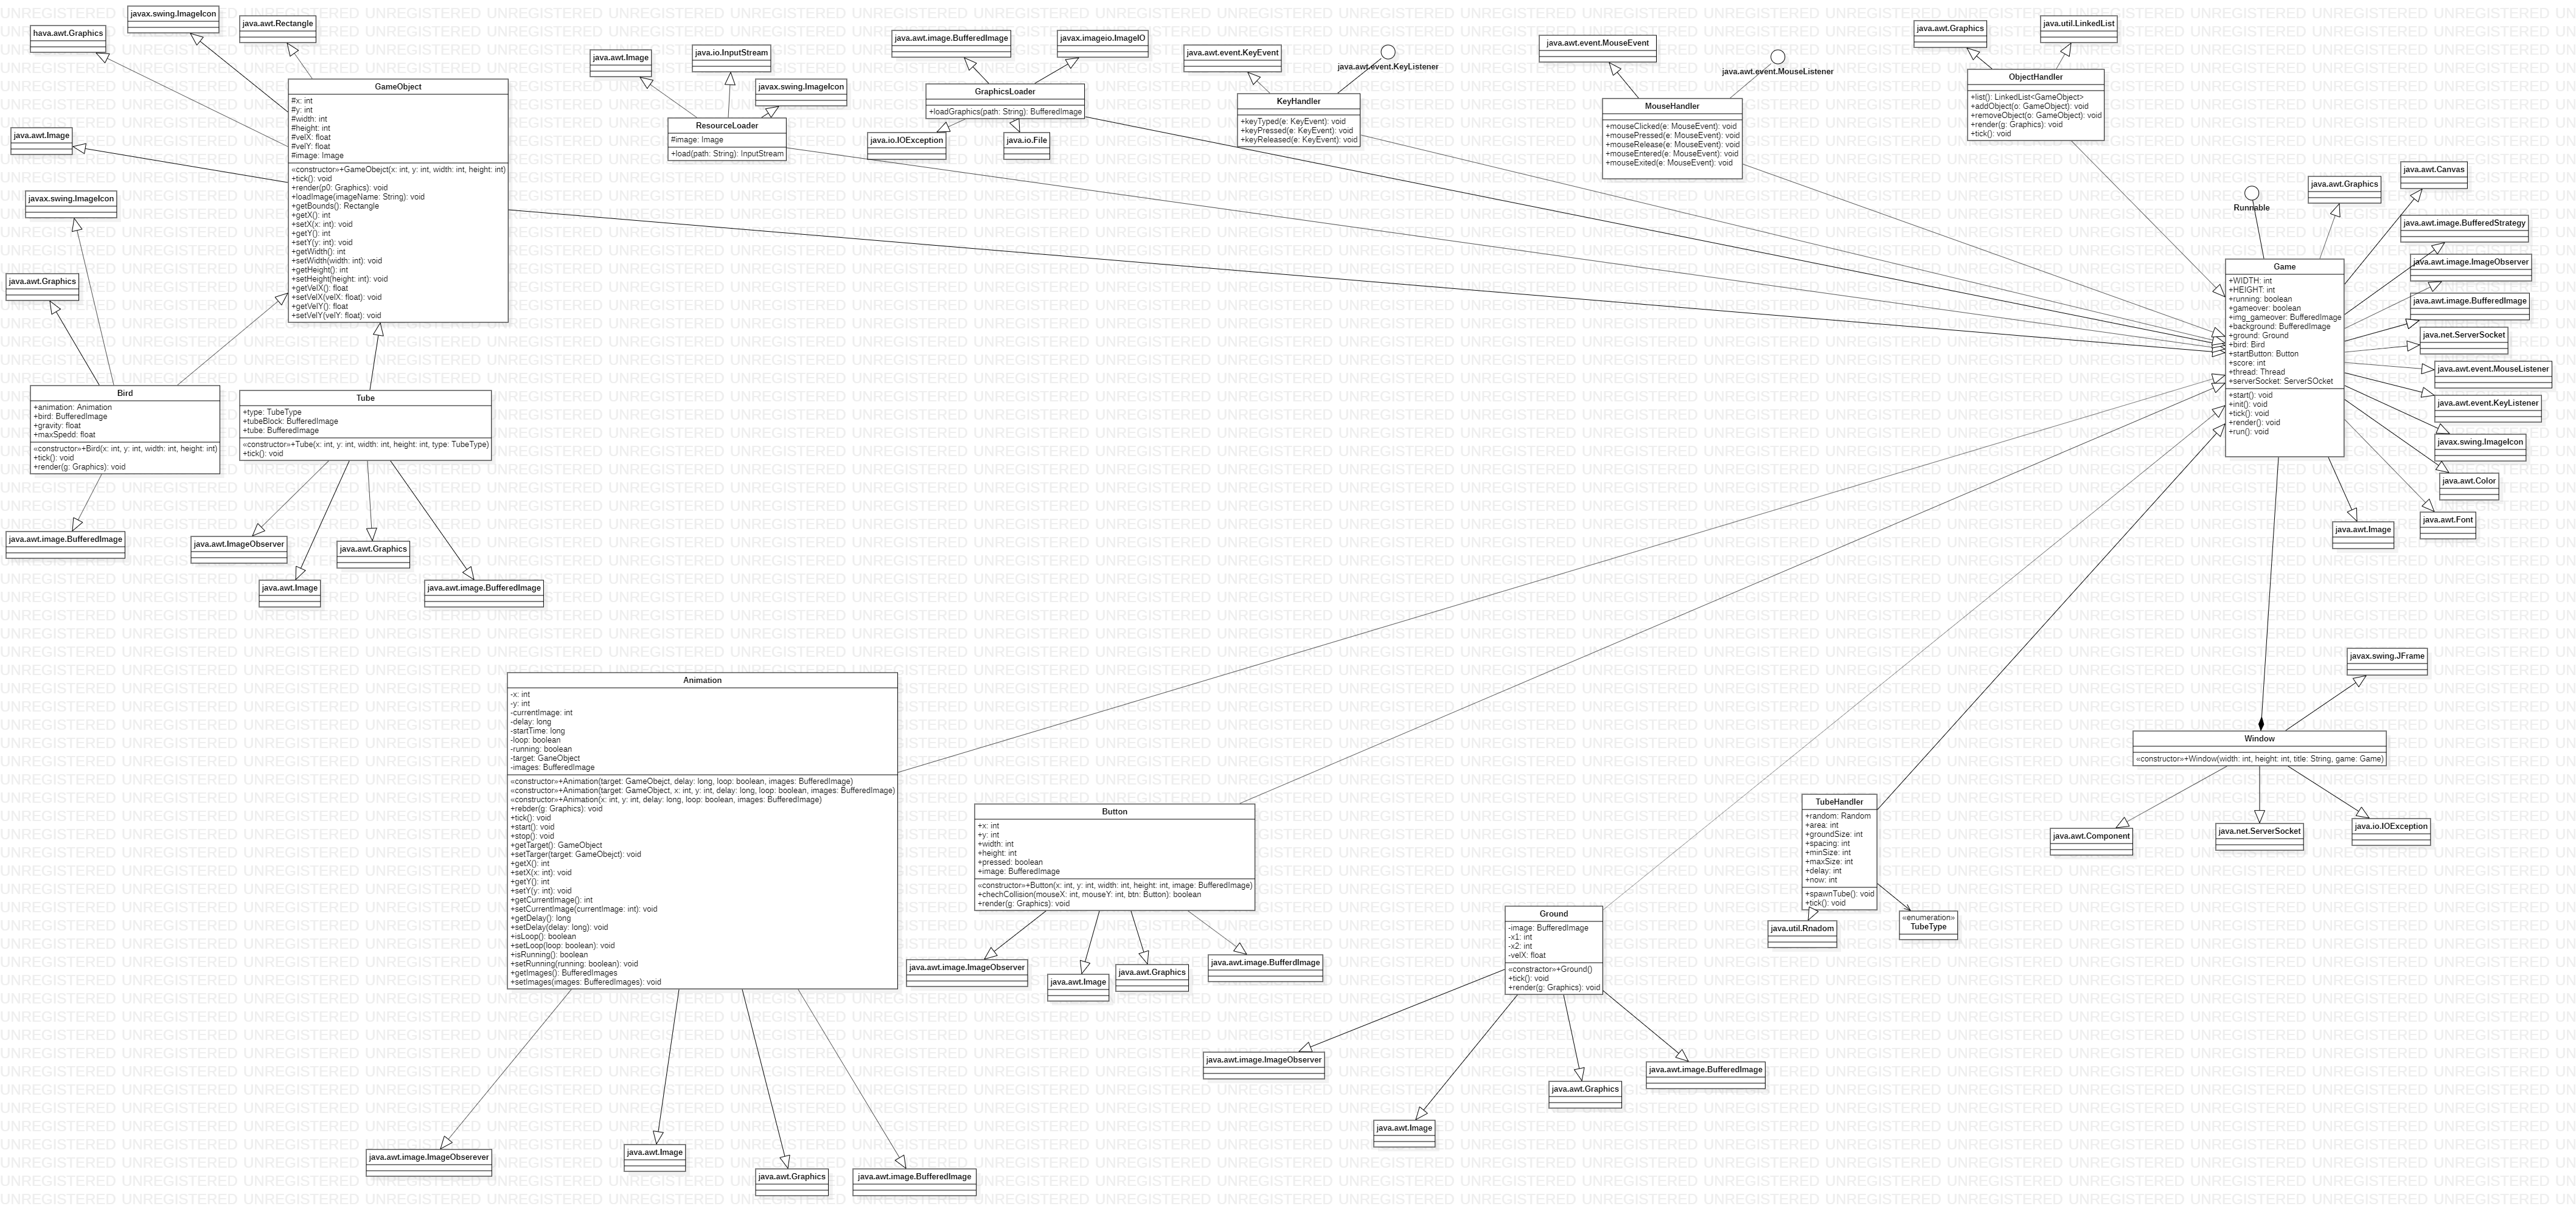 hava.awt.Graphics
javax.swing.ImageIcon
java.awt.Rectangle
java.awt.Image
GameObject
#x: int
#y: int
#width: int
#height: int
#velX: float
#velY: float
#image: Image
«constructor»+GameObejct(x: int, y: int, width: int, height: int)
+tick(): void
+render(p0: Graphics): void
+loadImage(imageName: String): void
+getBounds(): Rectangle
+getX(): int
+setX(x: int): void
+getY(): int
+setY(y: int): void
+getWidth(): int
+setWidth(width: int): void
+getHeight(): int
+setHeight(height: int): void
+getVelX(): float
+setVelX(velX: float): void
+getVelY(): float
+setVelY(velY: float): void
javax.swing.ImageIcon
java.awt.Graphics
Bird
+animation: Animation
+bird: BufferedImage
+gravity: float
+maxSpedd: float
«constructor»+Bird(x: int, y: int, width: int, height: int)
+tick(): void
+render(g: Graphics): void
java.awt.image.BufferedImage
Tube
+type: TubeType
+tubeBlock: BufferedImage
+tube: BufferedImage
«constructor»+Tube(x: int, y: int, width: int, height: int, type: TubeType)
+tick(): void
java.awt.ImageObserver
java.awt.Image
java.awt.Graphics
java.awt.image.BufferedImage
java.awt.Image
java.io.InputStream
javax.swing.ImageIcon
ResourceLoader
#image: Image
+load(path: String): InputStream
java.awt.image.BufferedImage
javax.imageio.ImageIO
GraphicsLoader
+loadGraphics(path: String): BufferedImage
java.io.IOException
java.io.File
java.awt.event.KeyEvent
java.awt.event.KeyListener
KeyHandler
+keyTyped(e: KeyEvent): void
+keyPressed(e: KeyEvent): void
+keyReleased(e: KeyEvent): void
java.awt.event.MouseEvent
java.awt.event.MouseListener
MouseHandler
+mouseClicked(e: MouseEvent): void
+mousePressed(e: MouseEvent): void
+mouseRelease(e: MouseEvent): void
+mouseEntered(e: MouseEvent): void
+mouseExited(e: MouseEvent): void
java.awt.Graphics
java.util.LinkedList
ObjectHandler
+list(): LinkedList<GameObject>
+addObject(o: GameObject): void
+removeObject(o: GameObject): void
+render(g: Graphics): void
+tick(): void
Runnable
java.awt.Graphics
java.awt.Canvas
java.awt.image.BufferedStrategy
java.awt.image.ImageObserver
java.awt.image.BufferedImage
java.net.ServerSocket
java.awt.event.MouseListener
java.awt.event.KeyListener
javax.swing.ImageIcon
java.awt.Color
java.awt.Font
java.awt.Image
Game
+WIDTH: int
+HEIGHT: int
+running: boolean
+gameover: boolean
+img_gameover: BufferedImage
+background: BufferedImage
+ground: Ground
+bird: Bird
+startButton: Button
+score: int
+thread: Thread
+serverSocket: ServerSOcket
+start(): void
+init(): void
+tick(): void
+render(): void
+run(): void
javax.swing.JFrame
Window
«constructor»+Window(width: int, height: int, title: String, game: Game)
java.awt.Component
java.net.ServerSocket
java.io.IOException
Animation
-x: int
-y: int
-currentImage: int
-delay: long
-startTime: long
-loop: boolean
-running: boolean
-target: GaneObject
-images: BufferedImage
«constructor»+Animation(target: GameObejct, delay: long, loop: boolean, images: BufferedImage)
«constructor»+Animation(target: GameObject, x: int, y: int, delay: long, loop: boolean, images: BufferedImage)
«constructor»+Animation(x: int, y: int, delay: long, loop: boolean, images: BufferedImage)
+rebder(g: Graphics): void
+tick(): void
+start(): void
+stop(): void
+getTarget(): GameObject
+setTarger(target: GameObejct): void
+getX(): int
+setX(x: int): void
+getY(): int
+setY(y: int): void
+getCurrentImage(): int
+setCurrentImage(currentImage: int): void
+getDelay(): long
+setDelay(delay: long): void
+isLoop(): boolean
+setLoop(loop: boolean): void
+isRunning(): boolean
+setRunning(running: boolean): void
+getImages(): BufferedImages
+setImages(images: BufferedImages): void
java.awt.image.ImageObserever
java.awt.Image
java.awt.Graphics
java.awt.image.BufferedImage
Button
+x: int
+y: int
+width: int
+height: int
+pressed: boolean
+image: BufferedImage
«constructor»+Button(x: int, y: int, width: int, height: int, image: BufferedImage)
+chechCollision(mouseX: int, mouseY: int, btn: Button): boolean
+render(g: Graphics): void
java.awt.image.ImageObserver
java.awt.Image
java.awt.Graphics
java.awt.image.BufferdImage
Ground
-image: BufferedImage
-x1: int
-x2: int
-velX: float
«constractor»+Ground()
+tick(): void
+render(g: Graphics): void
java.awt.image.ImageObserver
java.awt.Image
java.awt.Graphics
java.awt.image.BufferedImage
TubeHandler
+random: Random
+area: int
+groundSize: int
+spacing: int
+minSize: int
+maxSize: int
+delay: int
+now: int
+spawnTube(): void
+tick(): void
java.util.Rnadom
«enumeration»
TubeType
UNREGISTERED